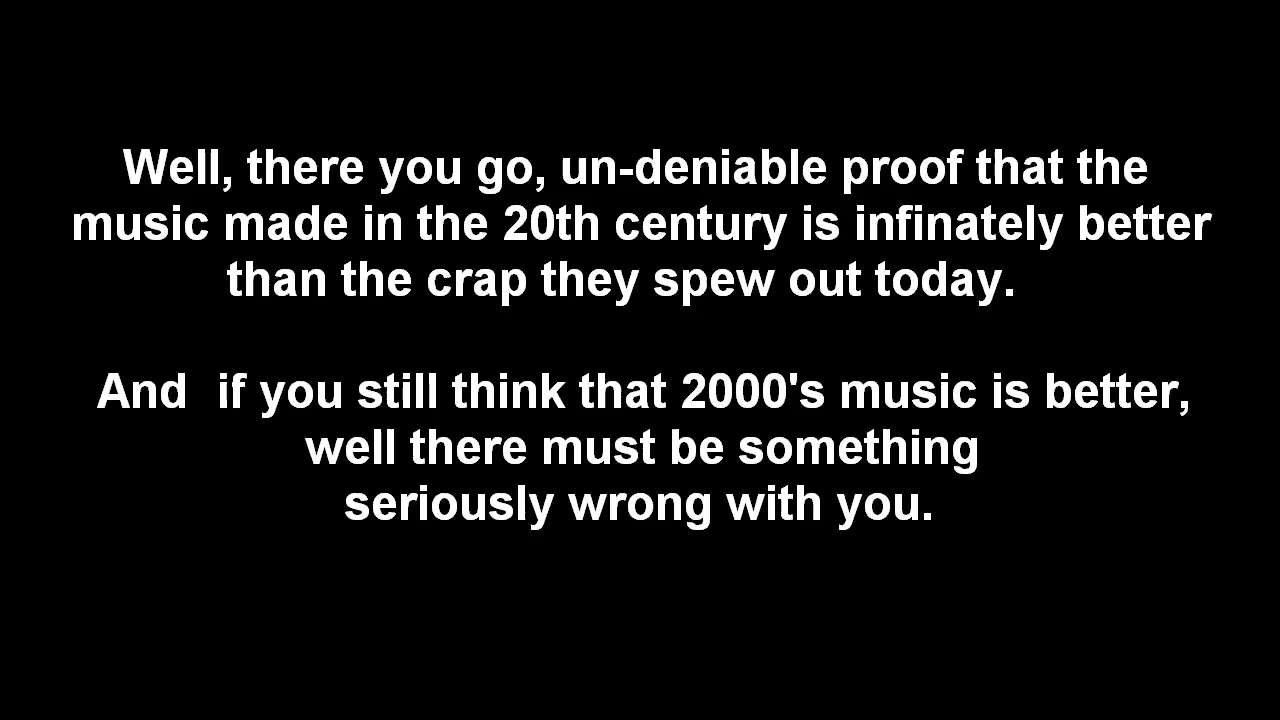 Well, there you go, un-deniable proof that the
music made in the 20th century is infinately better
than the crap they spew out today.
And  if you still think that 2000's music is better,
well there must be something
seriously wrong with you.